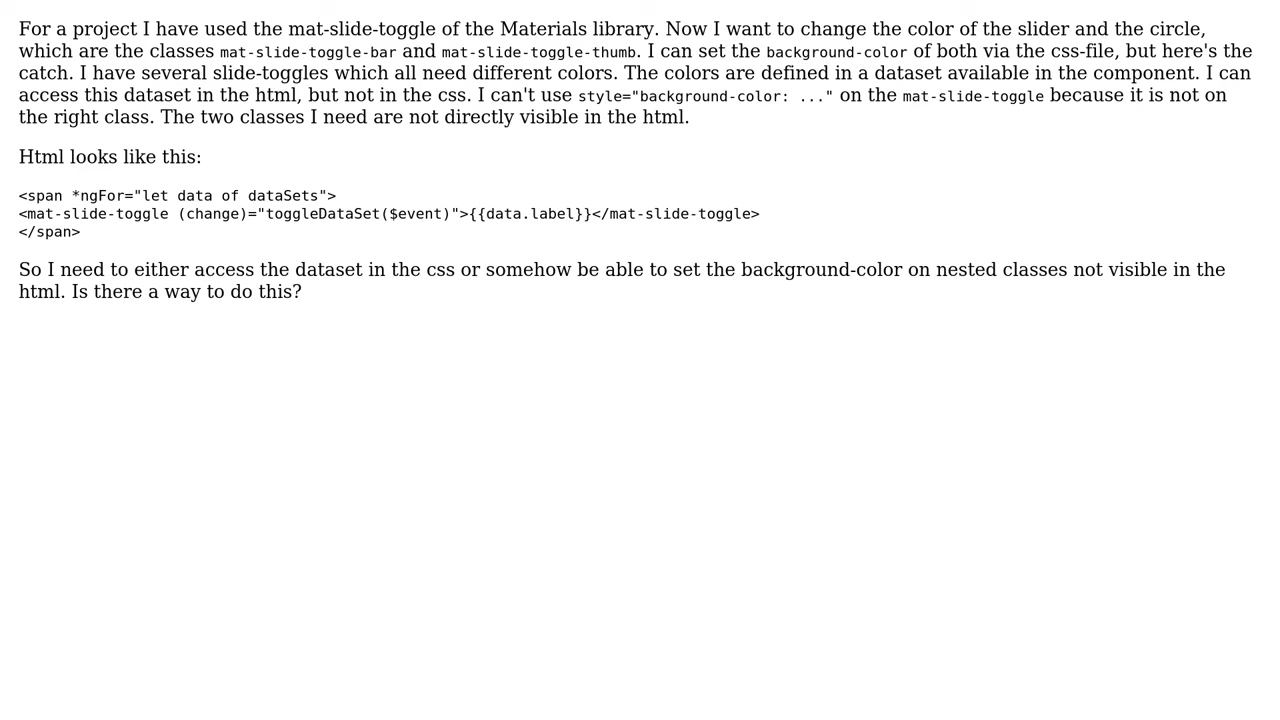 For a project I have used the mat-slide-toggle of the Materials library. Now I want to change the color of the slider and the circle,
which are the classes mat-slide-toggle-bar and mat-slide-toggle-thumb. I can set the background-color of both via the css-file, but here's the
catch. I have several slide-toggles which all need different colors. The colors are defined in a dataset available in the component. I can
access this dataset in the html, but not in the css. I can't use style="background-color: ..." on the mat-slide-toggle because it is not on
the right class. The two classes I need are not directly visible in the html.
Html looks like this:
<span *ngFor="let data of dataSets">
<mat-slide-toggle (change)="toggleDataSet($event)">{{data.label}}</mat-slide-toggle>
</span>
So I need to either access the dataset in the css or somehow be able to set the background-color on nested classes not visible in the
html. Is there a way to do this?